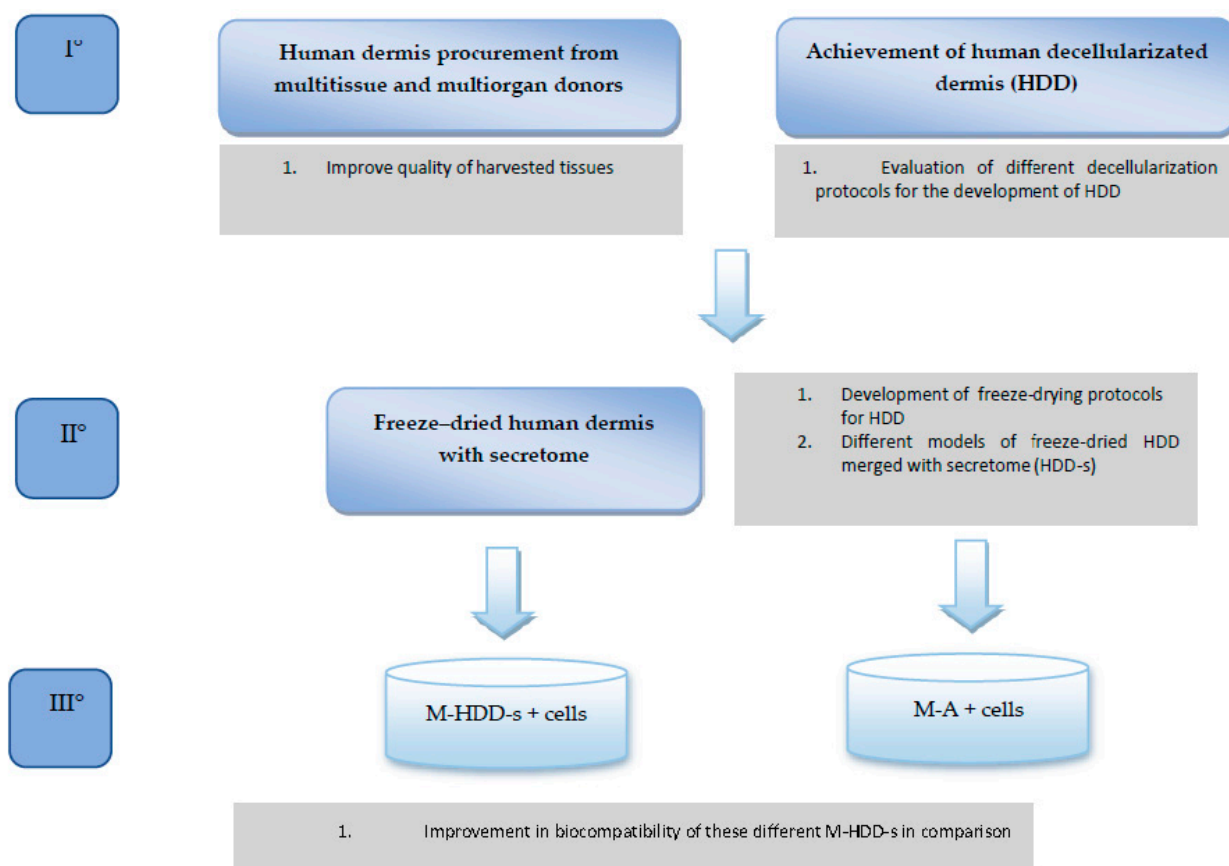 I°
Human dermis procurement from
multitissue and multiorgan donors
1. Improve quality of harvested tissues
Achievement of human decellularizated
dermis (HDD)
1. Evaluation of different decellularization
protocols for the development of HDD
II°
Freeze–dried human dermis
with secretome
1. Development of freeze-drying protocols
for HDD
2. Different models of freeze-dried HDD
merged with secretome (HDD-s)
III°
M-HDD-s + cells
M-A + cells
1. Improvement in biocompatibility of these different M-HDD-s in comparison